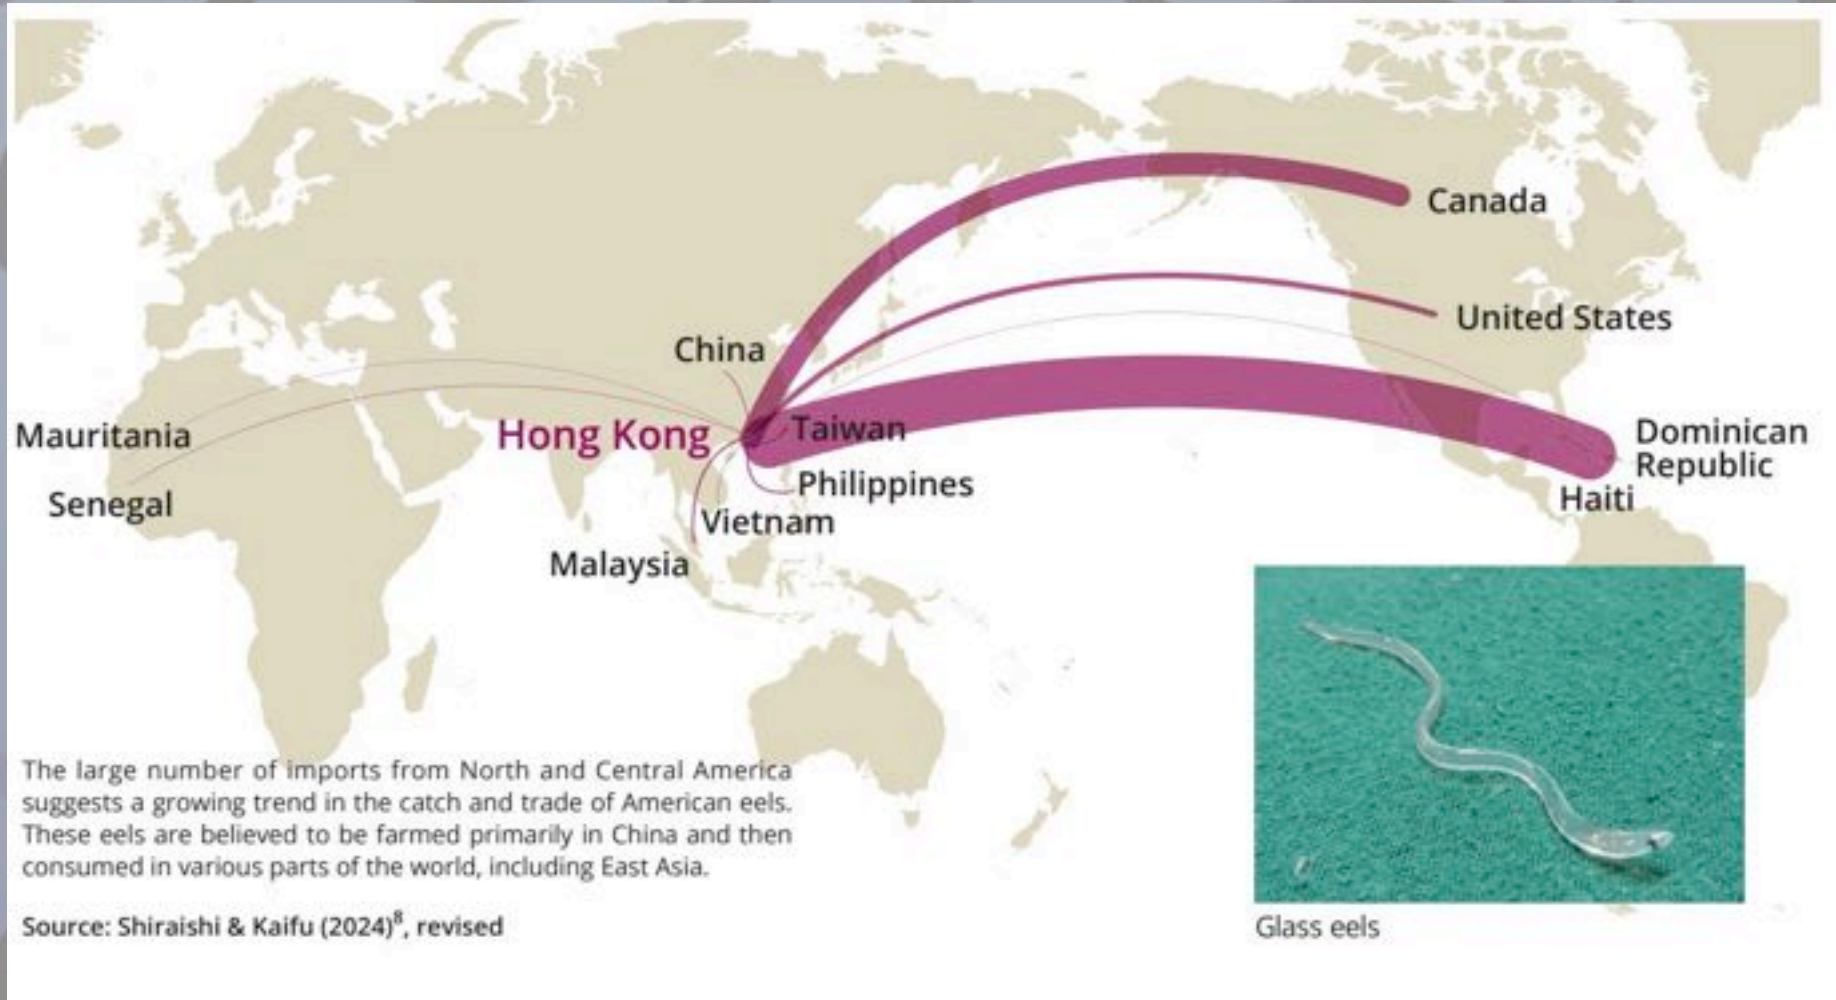 Canada
United States
China
Mauritania
Hong Kong
Taiwan
Dominican
Republic
Philippines
Haiti
Senegal
Vietnam
Malaysia
The large number of imports from North and Central America
suggests a growing trend in the catch and trade of American eels.
These eels are believed to be farmed primarily in China and then
consumed in various parts of the world, including East Asia.
Source: Shiraishi & Kaifu (2024)⁸, revised
Glass eels